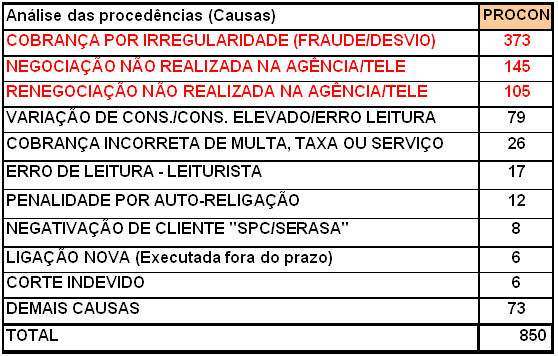 Análise das procedências (Causas) PROCON
COBRANÇA POR IRREGULARIDADE (FRAUDE/DESVIO) 373
NEGOCIAÇÃO NÃO REALIZADA NA AGÊNCIA/TELE 145
RENEGOCIAÇÃO NÃO REALIZADA NA AGÊNCIA/TELE 105
VARIAÇÃO DE CONS./CONS. ELEVADO/ERRO LEITURA 79
COBRANÇA INCORRETA DE MULTA, TAXA OU SERVIÇO 26
ERRO DE LEITURA - LEITURISTA 17
PENALIDADE POR AUTO-RELIGAÇÃO 12
NEGATIVAÇÃO DE CLIENTE "SPC/SERASA" 8
LIGAÇÃO NOVA (Executada fora do prazo) 6
CORTE INDEVIDO 6
DEMAIS CAUSAS 73
TOTAL 850